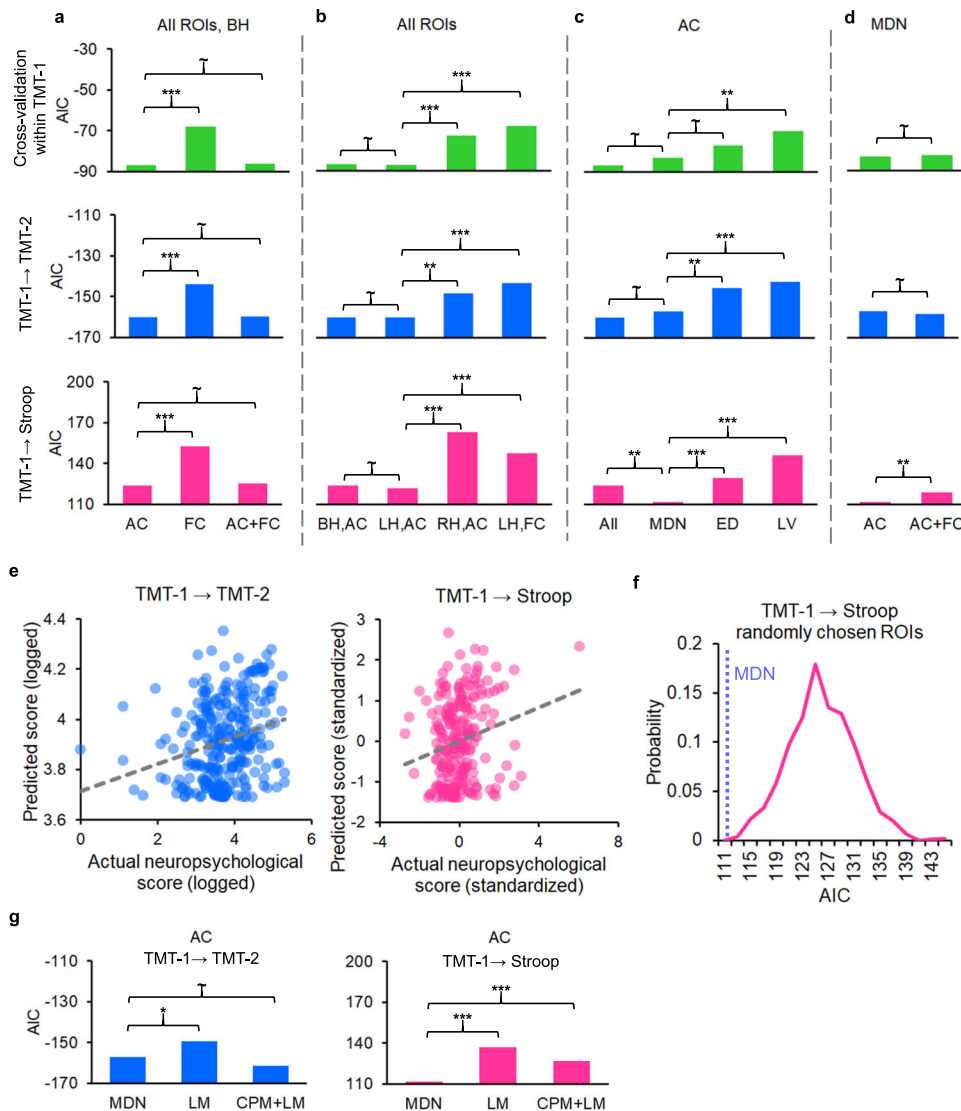 a b c d
All ROIs, BH All ROIs AC MDN
Cross-validation
within TMT-1
AIC
-30
-50
-70
-90
~
***
~
***
***
~
~
**
~
TMT-1→ TMT-2
AIC
-110
-130
-150
-170
~
***
~
**
***
~
**
***
~
TMT-1→ Stroop
AIC
200
170
140
110
~
***
~
***
***
**
***
***
**
AC FC AC+FC BH,AC LH,AC RH,AC LH,FC All MDN ED LV AC AC+FC
e
TMT-1 → TMT-2
Predicted score (logged)
4.4
4.2
4
3.8
3.6
0 2 4 6
Actual neuropsychological
score (logged)
TMT-1 → Stroop
Predicted score (standardized)
3
2
1
0
-1
-2
-4 0 4 8
Actual neuropsychological
score (standardized)
f
TMT-1 → Stroop
randomly chosen ROIs
MDN
Probability
0.2
0.15
0.1
0.05
0
111 115 119 123 127 131 135 139 143
AIC
g
AC
TMT-1→ TMT-2
AIC
-110
-130
-150
-170
~
*
MDN LM CPM+LM
AC
TMT-1→ Stroop
200
170
140
110
***
***
MDN LM CPM+LM